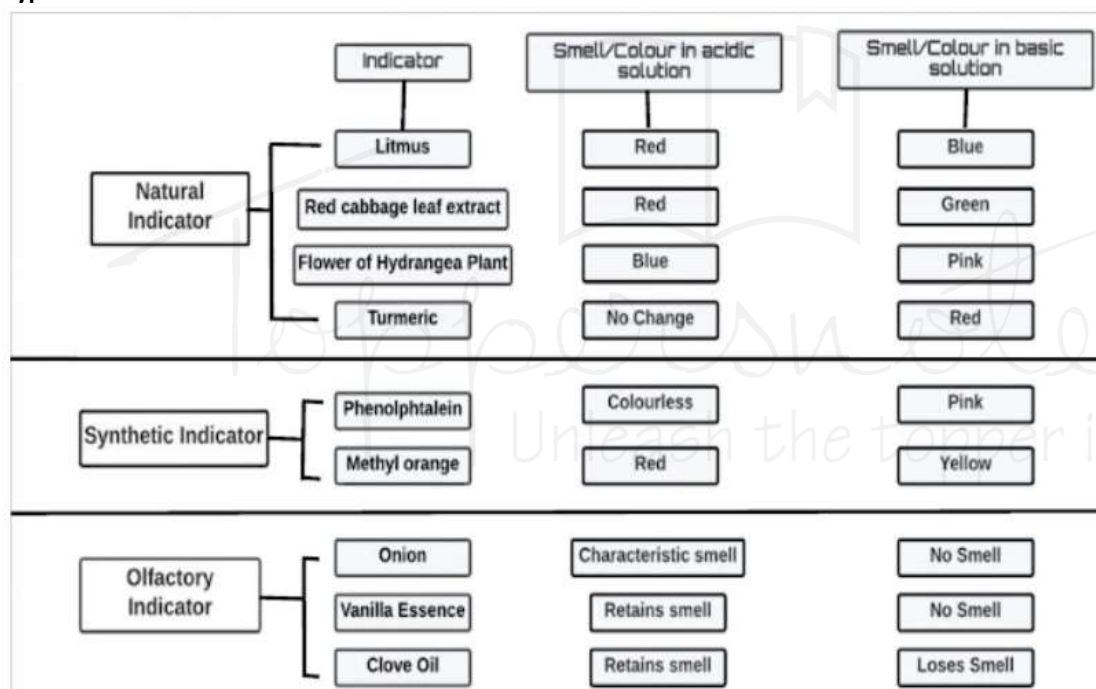 Indicator
Smell/Colour in acidic
solution
Smell/Colour in basic
solution
Natural
Indicator
Litmus
Red
Blue
Red cabbage leaf extract
Red
Green
Flower of Hydrangea Plant
Blue
Pink
Turmeric
No Change
Red
Synthetic Indicator
Phenolphtalein
Colourless
Pink
Methyl orange
Red
Yellow
Olfactory
Indicator
Onion
Characteristic smell
No Smell
Vanilla Essence
Retains smell
No Smell
Clove Oil
Retains smell
Loses Smell
Unleash the topper i